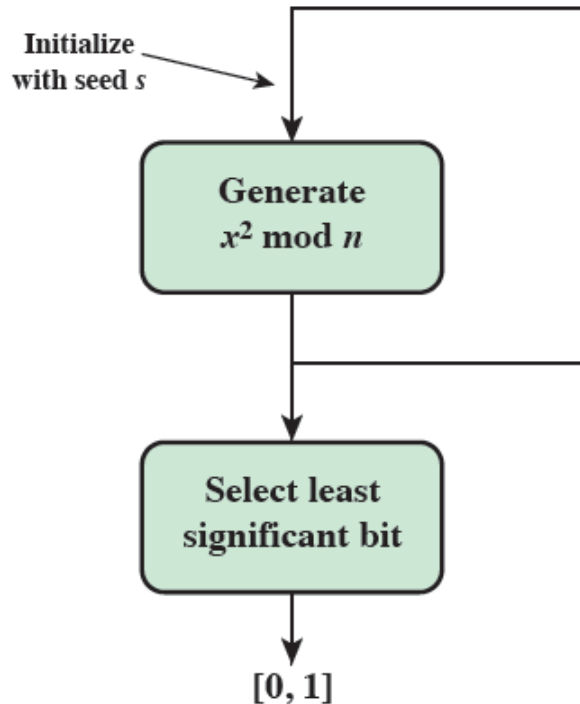 Initialize
with seed s
Generate
x² mod n
Select least
significant bit
[0, 1]